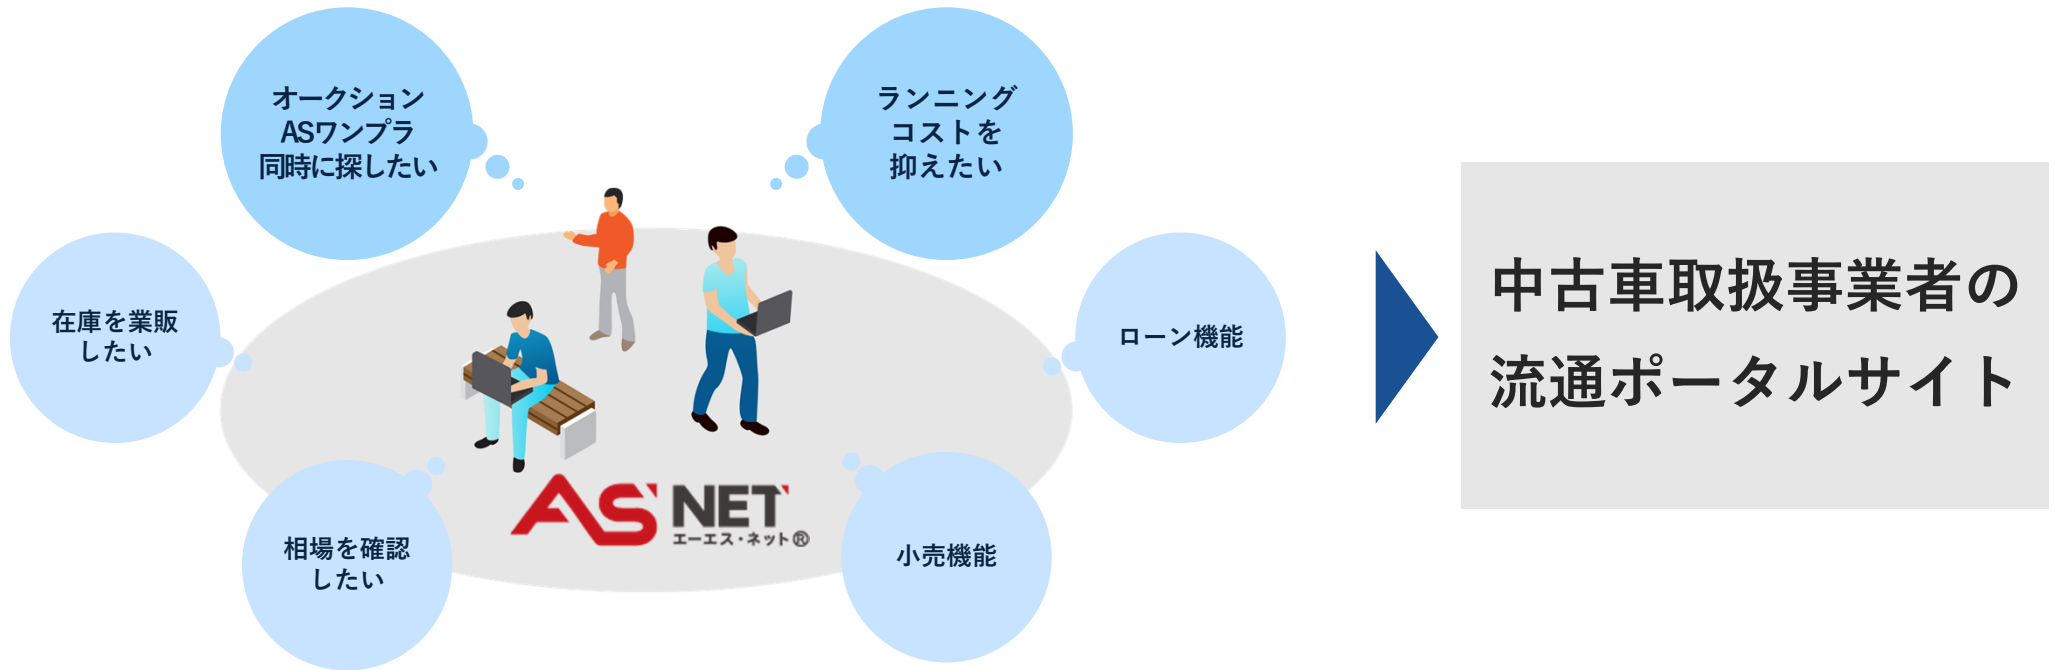 オークション
ASワンプラ
同時に探したい
ランニング
コストを
抑えたい
在庫を業販
したい
ローン機能
相場を確認
したい
小売機能
AS NET
エーエス・ネット®
中古車取扱事業者の
流通ポータルサイト